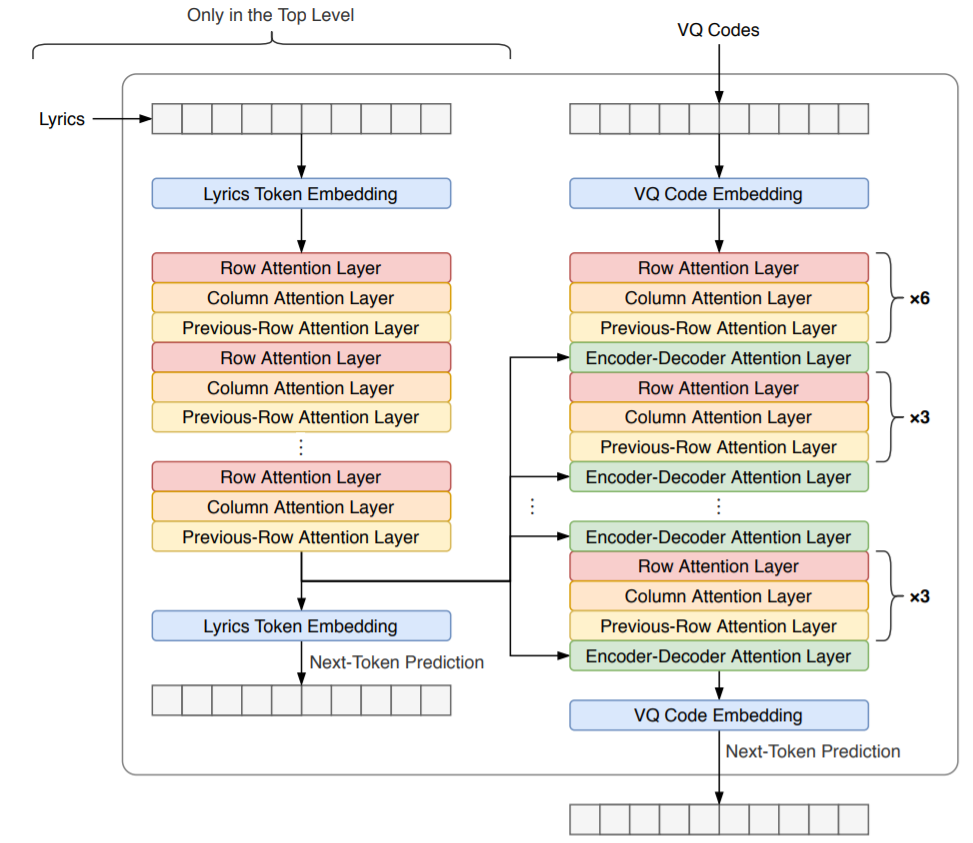 Only in the Top Level
Lyrics
Lyrics Token Embedding
Row Attention Layer
Column Attention Layer
Previous-Row Attention Layer
Row Attention Layer
Column Attention Layer
Previous-Row Attention Layer
⋮
Row Attention Layer
Column Attention Layer
Previous-Row Attention Layer
Lyrics Token Embedding
Next-Token Prediction
VQ Codes
VQ Code Embedding
Row Attention Layer
Column Attention Layer
×6
Previous-Row Attention Layer
Encoder-Decoder Attention Layer
Row Attention Layer
Column Attention Layer
×3
Previous-Row Attention Layer
Encoder-Decoder Attention Layer
⋮ ⋮
Encoder-Decoder Attention Layer
Row Attention Layer
Column Attention Layer
×3
Previous-Row Attention Layer
Encoder-Decoder Attention Layer
VQ Code Embedding
Next-Token Prediction